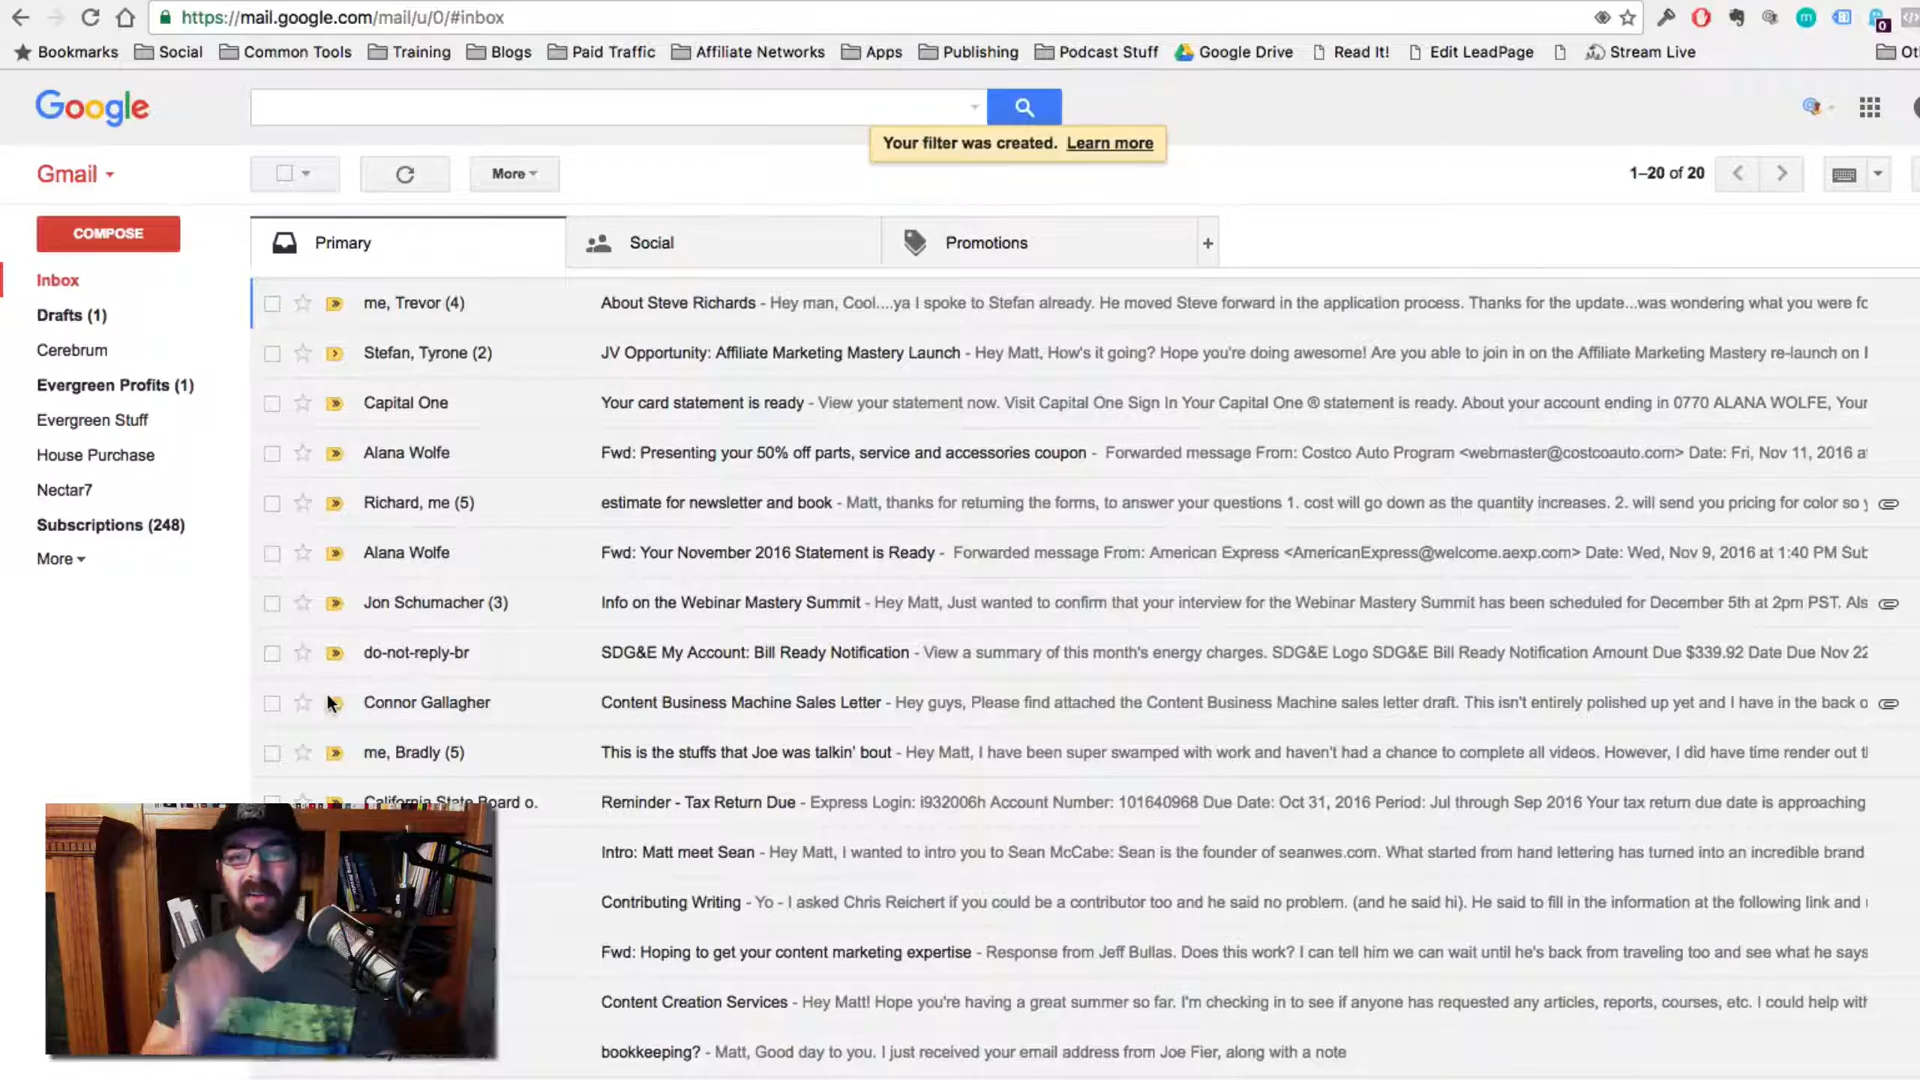 https://mail.google.com/mail/u/0/#inbox
Bookmarks Social Common Tools Training Blogs Paid Traffic Affiliate Networks Apps Publishing Podcast Stuff Google Drive Read It! Edit LeadPage Stream Live
Google
Your filter was created. Learn more
Gmail More 1–20 of 20
COMPOSE
Primary Social Promotions +
Inbox
Drafts (1)
Cerebrum
Evergreen Profits (1)
Evergreen Stuff
House Purchase
Nectar7
Subscriptions (248)
More
me, Trevor (4) About Steve Richards - Hey man, Cool....ya I spoke to Stefan already. He moved Steve forward in the application process. Thanks for the update...was wondering what you were
Stefan, Tyrone (2) JV Opportunity: Affiliate Marketing Mastery Launch - Hey Matt, How's it going? Hope you're doing awesome! Are you able to join in on the Affiliate Marketing Mastery re-launch on
Capital One Your card statement is ready - View your statement now. Visit Capital One Sign In Your Capital One ® statement is ready. About your account ending in 0770 ALANA WOLFE, Your
Alana Wolfe Fwd: Presenting your 50% off parts, service and accessories coupon - Forwarded message From: Costco Auto Program <webmaster@costcoauto.com> Date: Fri, Nov 11, 2016
Richard, me (5) estimate for newsletter and book - Matt, thanks for returning the forms, to answer your questions 1. cost will go down as the quantity increases. 2. will send you pricing for color so
Alana Wolfe Fwd: Your November 2016 Statement is Ready - Forwarded message From: American Express <AmericanExpress@welcome.aexp.com> Date: Wed, Nov 9, 2016 at 1:40 PM
Jon Schumacher (3) Info on the Webinar Mastery Summit - Hey Matt, Just wanted to confirm that your interview for the Webinar Mastery Summit has been scheduled for December 5th at 2pm PST.
do-not-reply-br SDG&E My Account: Bill Ready Notification - View a summary of this month's energy charges. SDG&E Logo SDG&E Bill Ready Notification Amount Due $339.92 Date Due Nov 22
Connor Gallagher Content Business Machine Sales Letter - Hey guys, Please find attached the Content Business Machine sales letter draft. This isn't entirely polished up yet and I have in the back
me, Bradly (5) This is the stuffs that Joe was talkin' bout - Hey Matt, I have been super swamped with work and haven't had a chance to complete all videos. However, I did have time render out
California State Board o. Reminder - Tax Return Due - Express Login: i932006h Account Number: 101640968 Due Date: Oct 31, 2016 Period: Jul through Sep 2016 Your tax return due date is approaching
Intro: Matt meet Sean - Hey Matt, I wanted to intro you to Sean McCabe: Sean is the founder of seanwes.com. What started from hand lettering has turned into an incredible brand
Contributing Writing - Yo - I asked Chris Reichert if you could be a contributor too and he said no problem. (and he said hi). He said to fill in the information at the following link and
Fwd: Hoping to get your content marketing expertise - Response from Jeff Bullas. Does this work? I can tell him we can wait until he's back from traveling too and see what he says
Content Creation Services - Hey Matt! Hope you're having a great summer so far. I'm checking in to see if anyone has requested any articles, reports, courses, etc. I could help with
bookkeeping? - Matt, Good day to you. I just received your email address from Joe Fier, along with a note